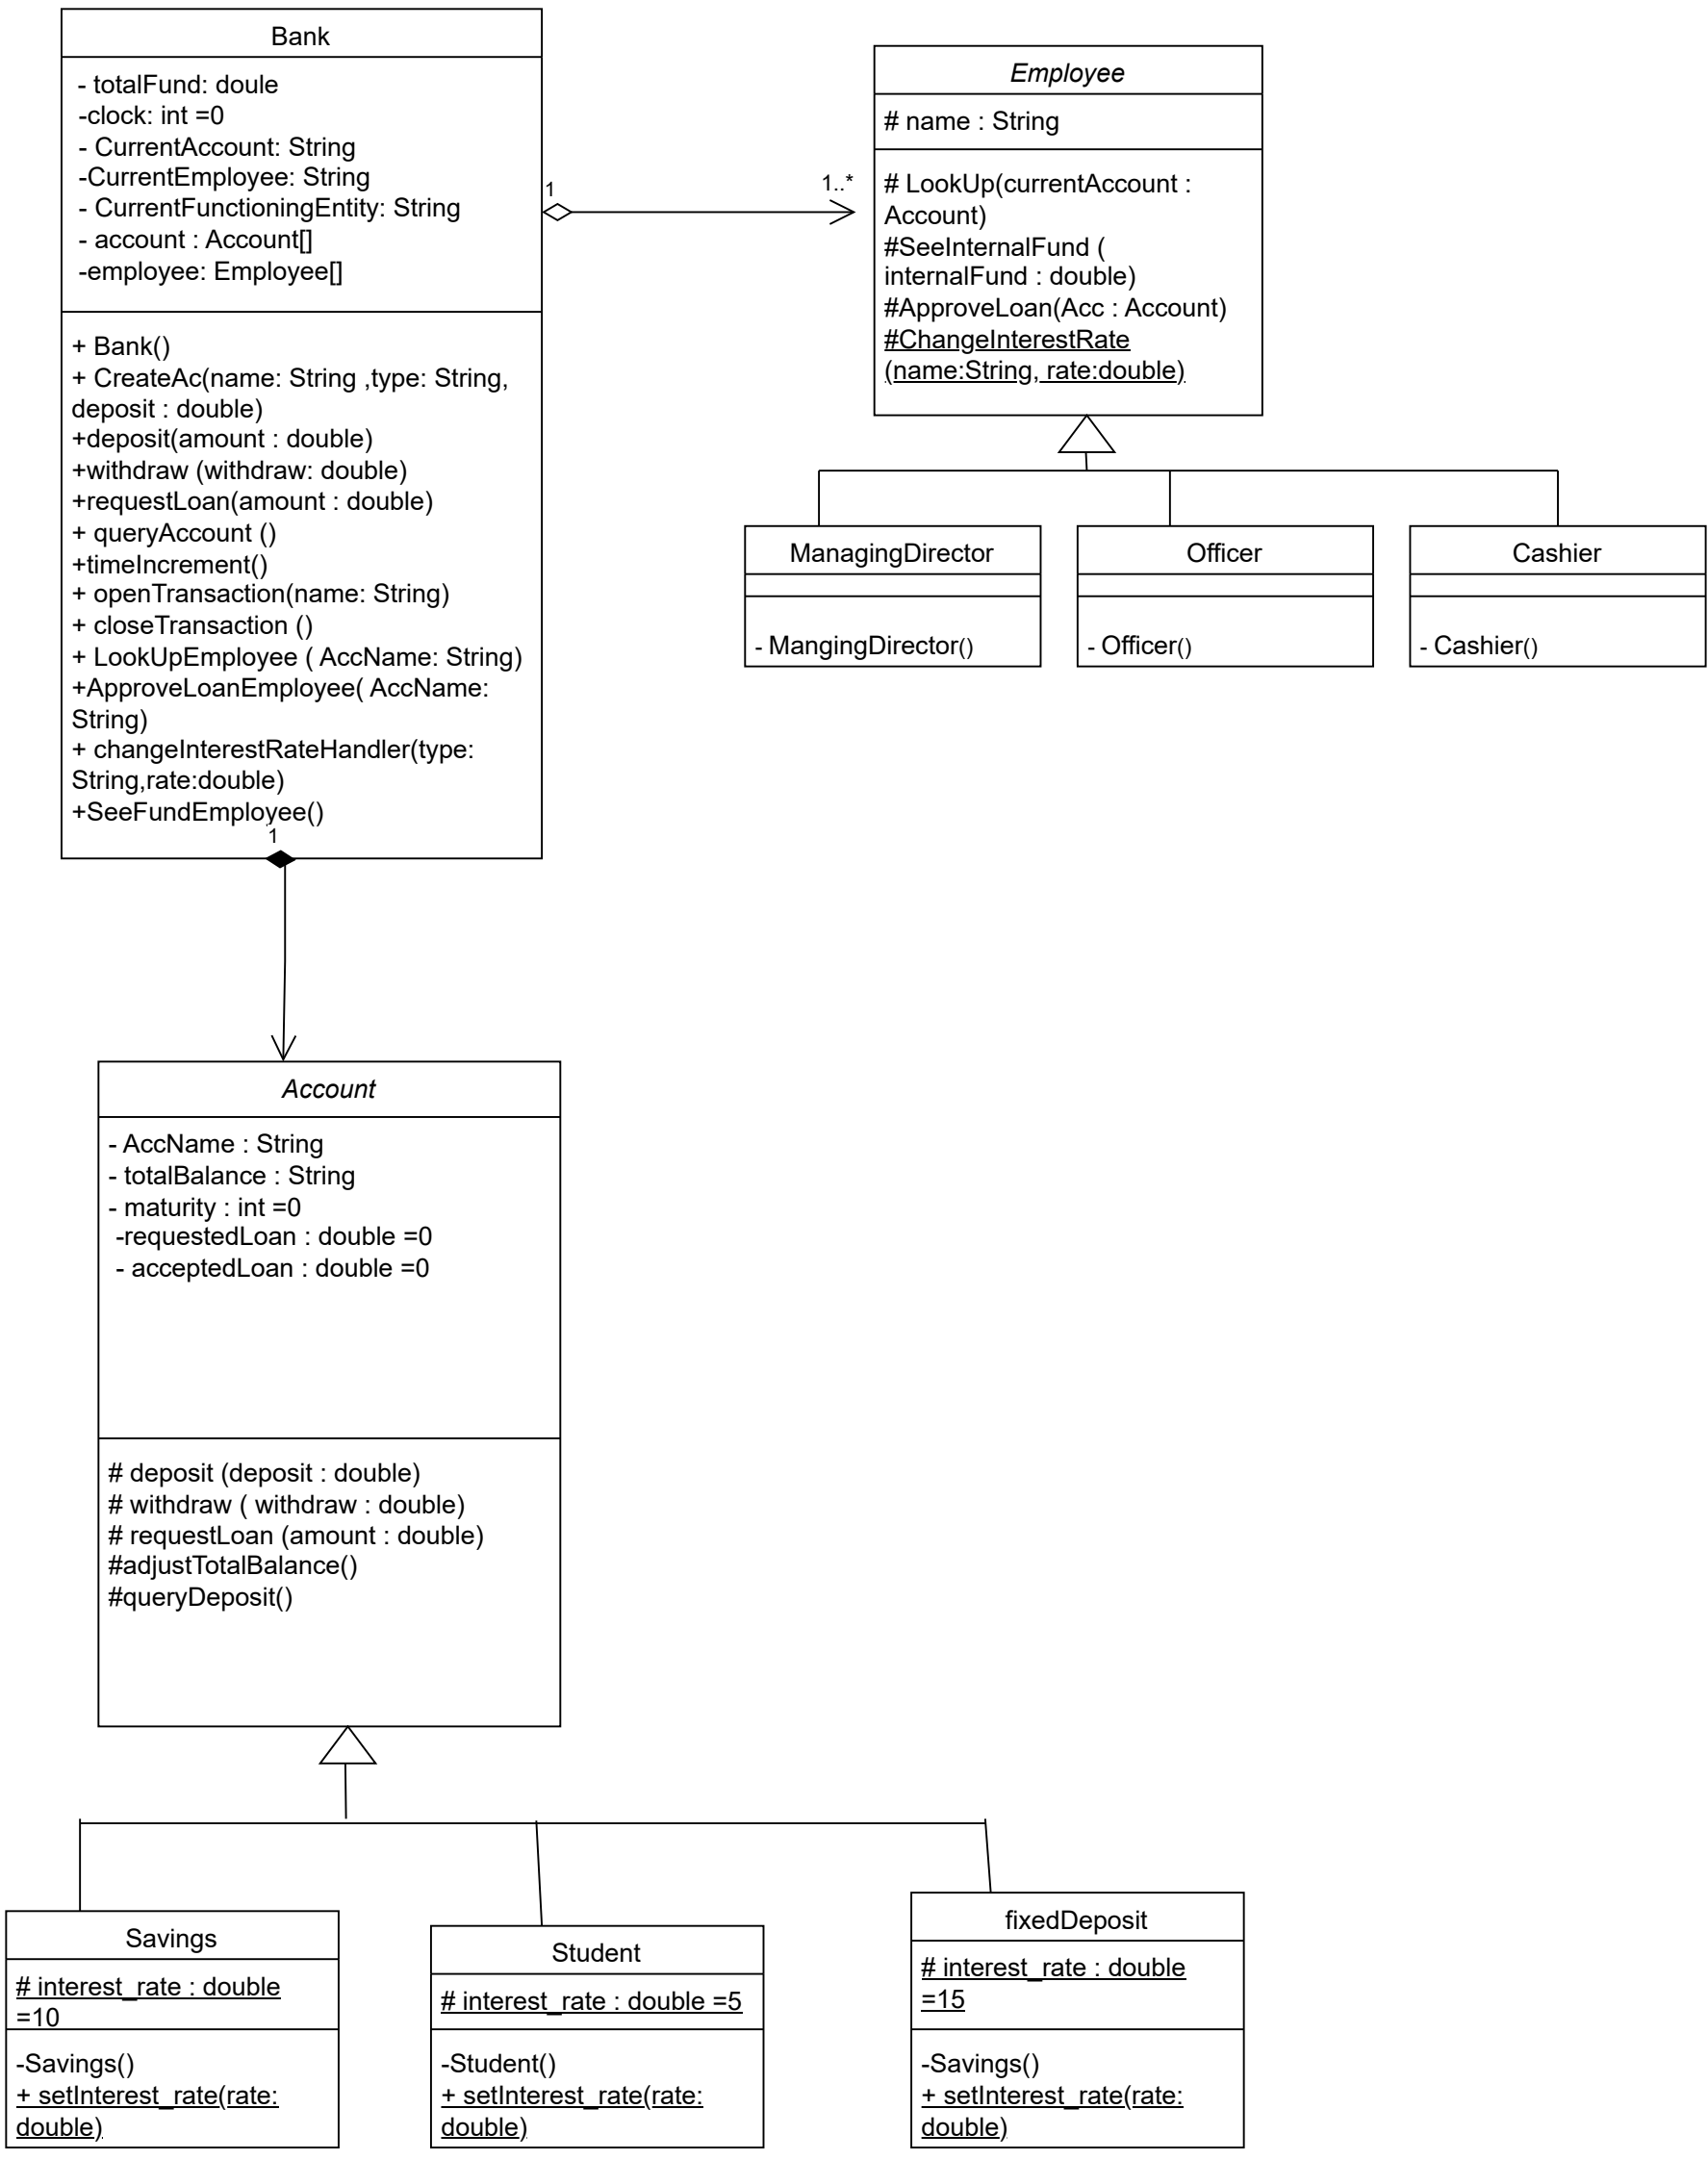 Bank
- totalFund: doule
-clock: int =0
- CurrentAccount: String
-CurrentEmployee: String
- CurrentFunctioningEntity: String
- account : Account[]
-employee: Employee[]
+ Bank()
+ CreateAc(name: String ,type: String,
deposit : double)
+deposit(amount : double)
+withdraw (withdraw: double)
+requestLoan(amount : double)
+ queryAccount ()
+timeIncrement()
+ openTransaction(name: String)
+ closeTransaction ()
+ LookUpEmployee ( AccName: String)
+ApproveLoanEmployee( AccName:
String)
+ changeInterestRateHandler(type:
String,rate:double)
+SeeFundEmployee()
1
1
1..*
Employee
# name : String
# LookUp(currentAccount :
Account)
#SeeInternalFund (
internalFund : double)
#ApproveLoan(Acc : Account)
#ChangeInterestRate
(name:String, rate:double)
ManagingDirector
- MangingDirector()
Officer
- Officer()
Cashier
- Cashier()
Account
- AccName : String
- totalBalance : String
- maturity : int =0
-requestedLoan : double =0
- acceptedLoan : double =0
# deposit (deposit : double)
# withdraw ( withdraw : double)
# requestLoan (amount : double)
#adjustTotalBalance()
#queryDeposit()
Savings
# interest_rate : double
=10
-Savings()
+ setInterest_rate(rate:
double)
Student
# interest_rate : double =5
-Student()
+ setInterest_rate(rate:
double)
fixedDeposit
# interest_rate : double
=15
-Savings()
+ setInterest_rate(rate:
double)